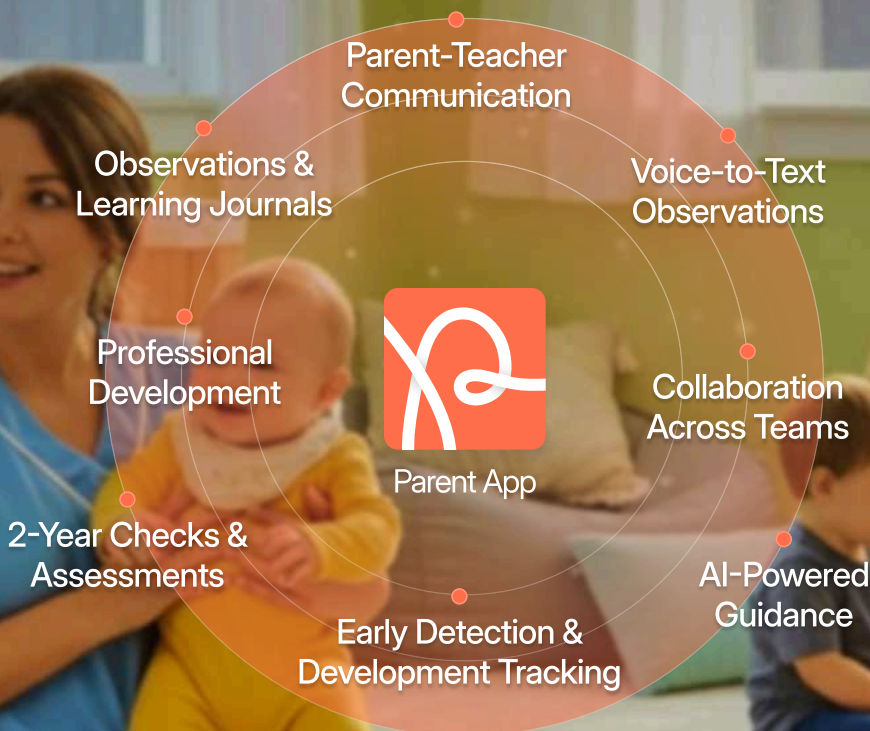 Parent-Teacher
Communication
Observations &
Learning Journals
Voice-to-Text
Observations
Professional
Development
Collaboration
Across Teams
Parent App
2-Year Checks &
Assessments
AI-Powered
Guidance
Early Detection &
Development Tracking